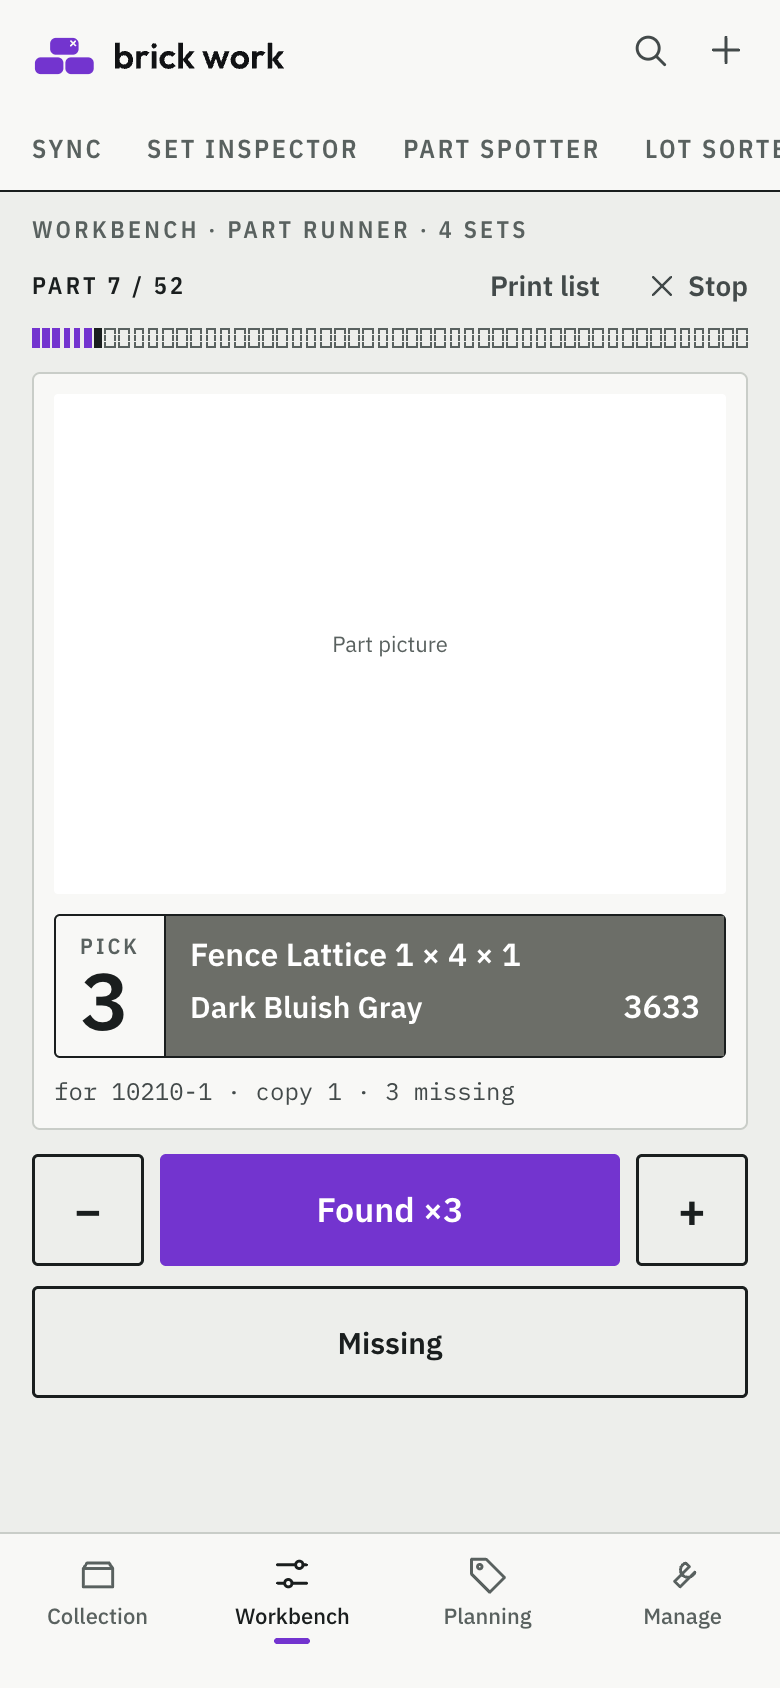 brick work
SYNC SET INSPECTOR PART SPOTTER LOT SORTE
WORKBENCH · PART RUNNER · 4 SETS
PART 7 / 52 Print list Stop
Part picture
PICK
3
Fence Lattice 1 × 4 × 1
Dark Bluish Gray 3633
for 10210-1 · copy 1 · 3 missing
− Found ×3 +
Missing
Collection Workbench Planning Manage